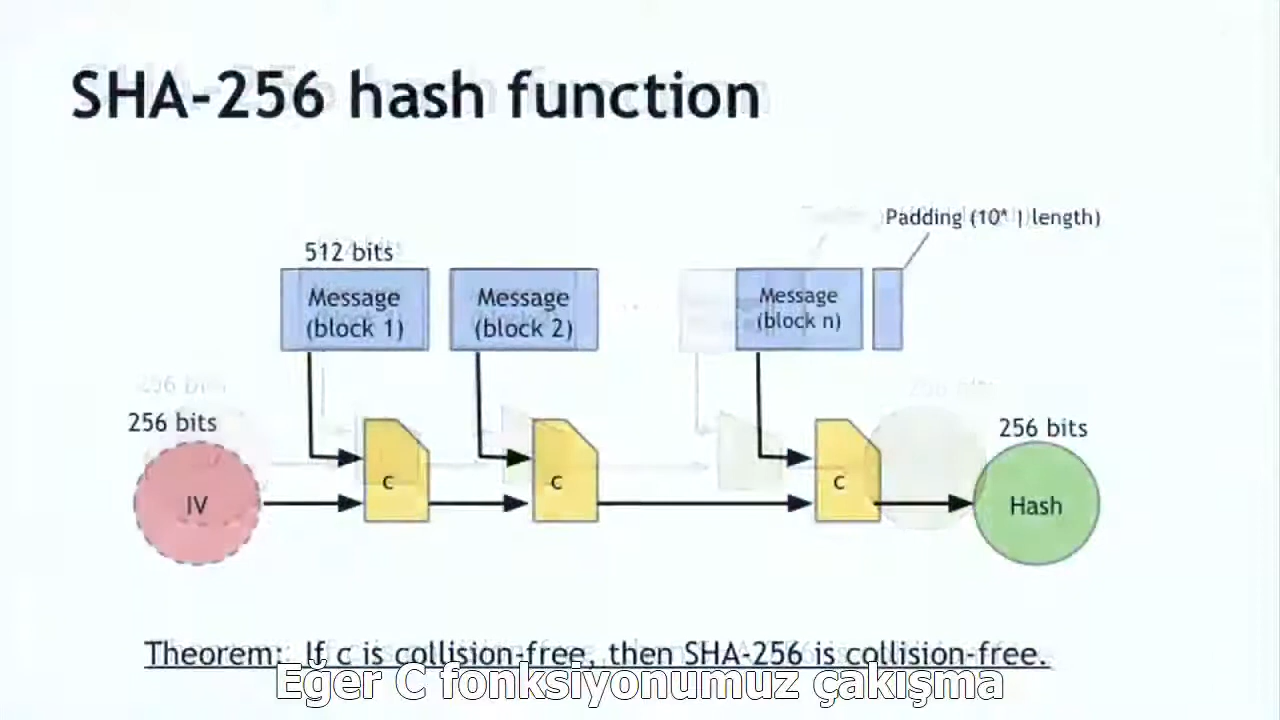 SHA-256 hash function
Padding (10* | length)
512 bits
Message
(block 1)
Message
(block 2)
Message
(block n)
256 bits
256 bits
IV
c
c
c
Hash
Theorem: If c is collision-free, then SHA-256 is collision-free.
Eğer C fonksiyonumuz çakışma